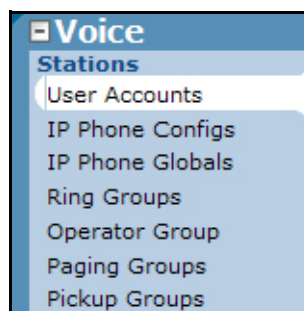 Voice
Stations
User Accounts
IP Phone Configs
IP Phone Globals
Ring Groups
Operator Group
Paging Groups
Pickup Groups